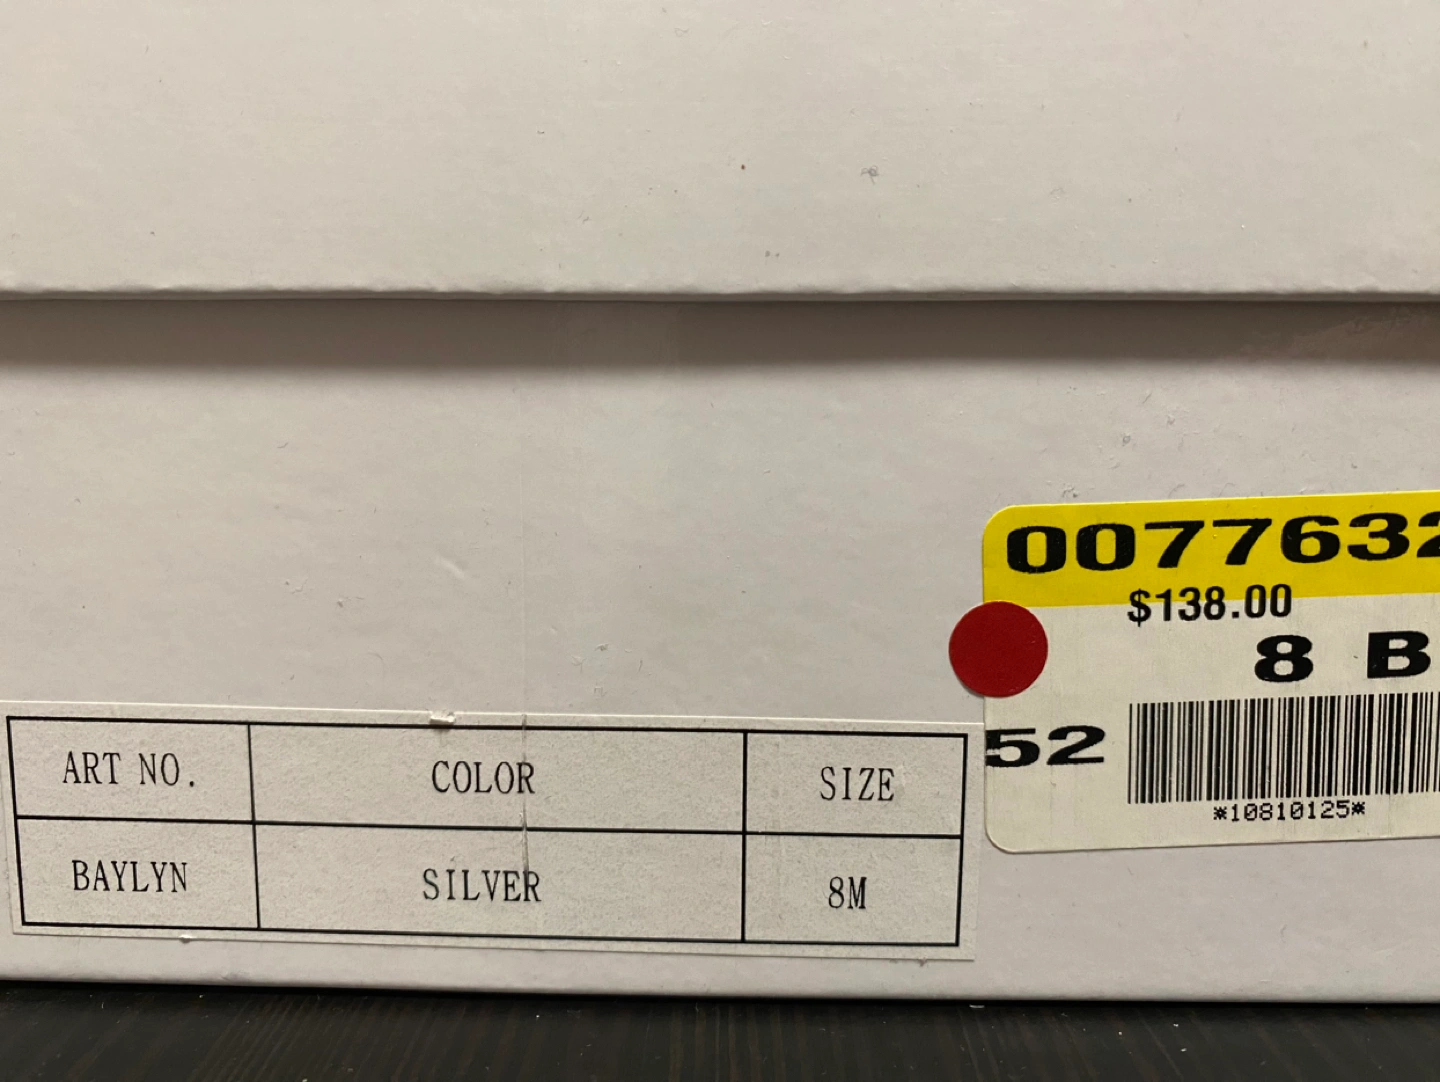 0077632
$138.00
8 B
52
*10810125*
ART NO. COLOR SIZE
BAYLYN SILVER 8M